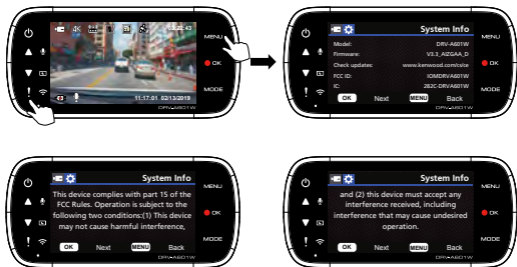 4K
MENU
OK
MODE
11:17:01 02/13/2019
DRV-A601W
System Info
Model: DRV-A601W
Firmware: V3.3_AIZGAA_D
Check updates: www.kenwood.com/cs/ce
FCC ID: IOMDRV-A601W
IC: 282C-DRVA601W
OK Next MENU Back
MENU
OK
MODE
DRV-A601W
System Info
This device complies with part 15 of the
FCC Rules. Operation is subject to the
following two conditions:(1) This device
may not cause harmful interference,
OK Next MENU Back
MENU
OK
MODE
DRV-A601W
System Info
and (2) this device must accept any
interference received, including
interference that may cause undesired
operation.
OK Next MENU Back
MENU
OK
MODE
DRV-A601W